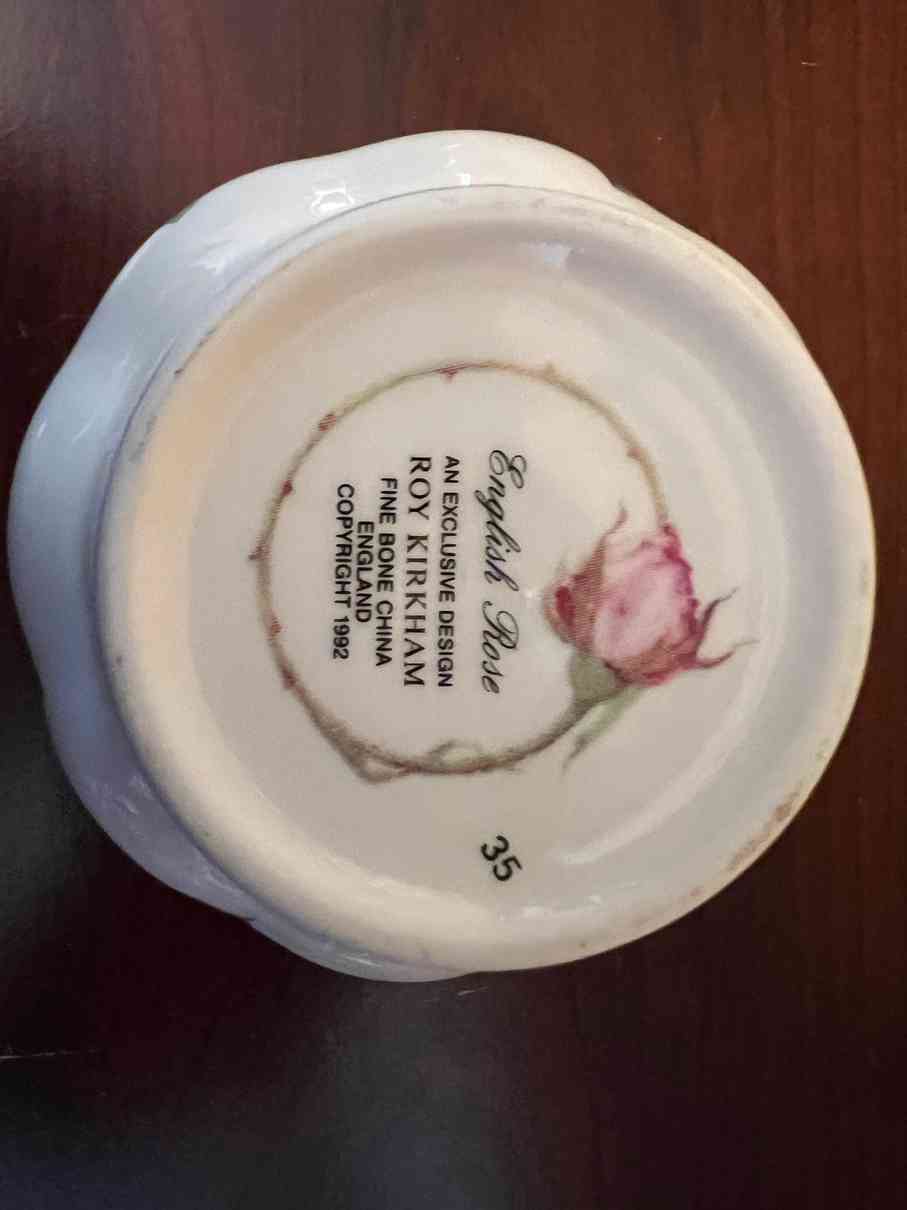 English Rose
AN EXCLUSIVE DESIGN
ROY KIRKHAM
FINE BONE CHINA
ENGLAND
COPYRIGHT 1992
35